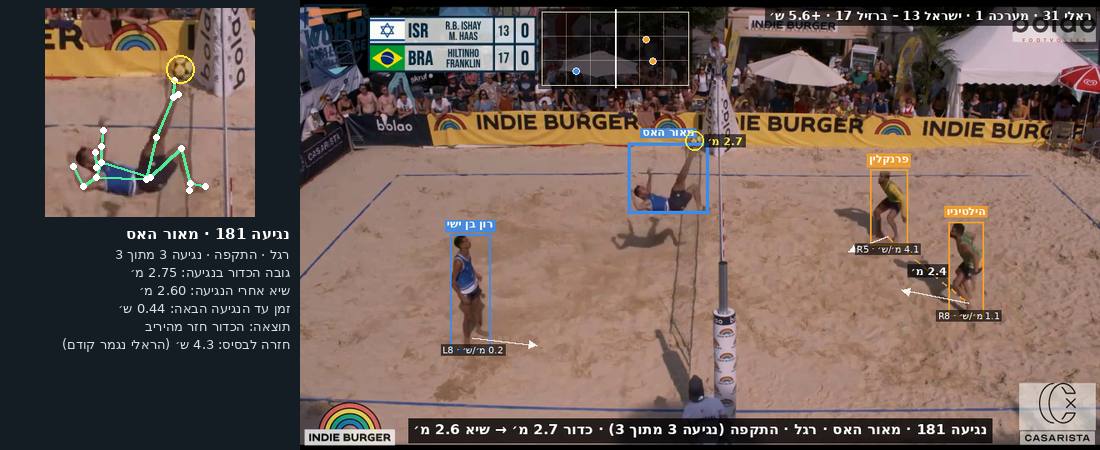 נגיעה 181 · מאור האס
רגל · התקפה · נגיעה 3 מתוך 3
גובה הכדור בנגיעה: 2.75 מ׳
שיא אחרי הנגיעה: 2.60 מ׳
זמן עד הנגיעה הבאה: 0.44 ש׳
תוצאה: הכדור חזר מהיריב
חזרה לבסיס: 4.3 ש׳ (הראלי נגמר קודם)
ראלי 31 · מערכה 1 · ישראל 13 – ברזיל 17 · +5.6 ש׳
ISR R.B. ISHAY M. HAAS 13 0
BRA HILTINHO FRANKLIN 17 0
INDIE BURGER
bolao
FOOTVOLLEY
bolao
INDIE BURGER
INDIE BURGER
INDIE BURGER
CASARISTA
מאור האס
2.7 מ׳
פרנקלין
רון בן ישי
הילטיניו
R5 · 4.1 מ׳/ש׳
2.4 מ׳
R8 · 1.1 מ׳/ש׳
L8 · 0.2 מ׳/ש׳
נגיעה 181 · מאור האס · רגל · התקפה (נגיעה 3 מתוך 3) · כדור 2.7 מ׳ → שיא 2.6 מ׳
INDIE BURGER
CASARISTA